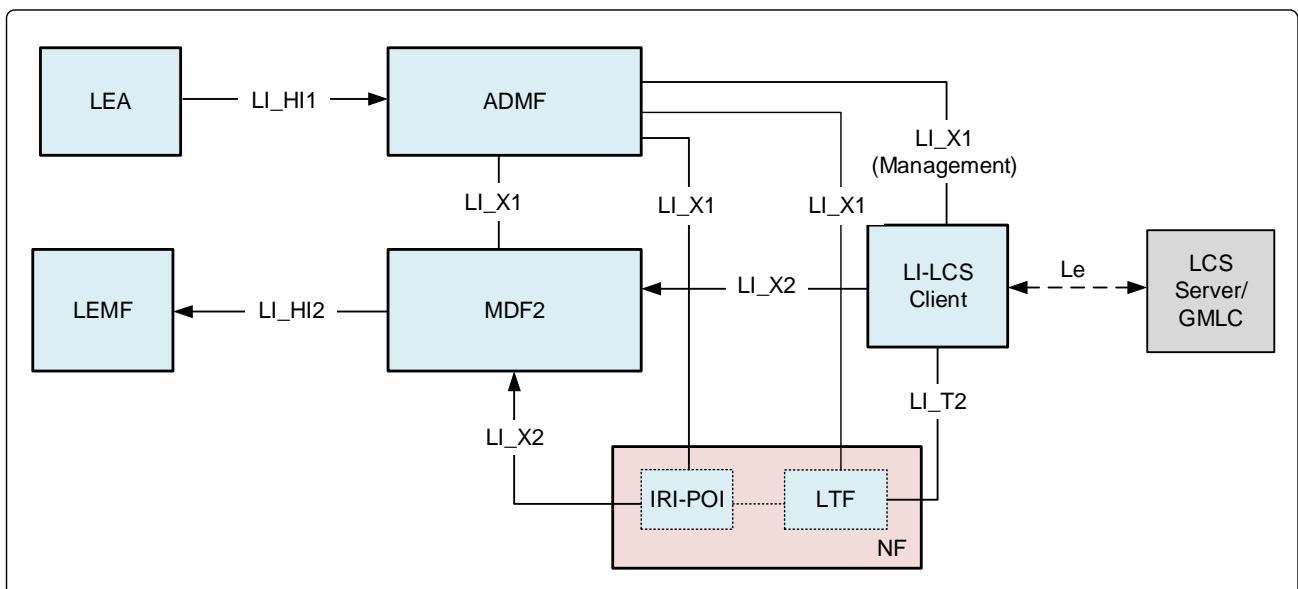 LEA
LI_HI1
ADMF
LI_X1
(Management)
LI_X1
LI_X1
LI_X1
LEMF
LI_HI2
MDF2
LI_X2
LI-LCS
Client
Le
LCS
Server/
GMLC
LI_X2
LI_T2
IRI-POI
LTF
NF